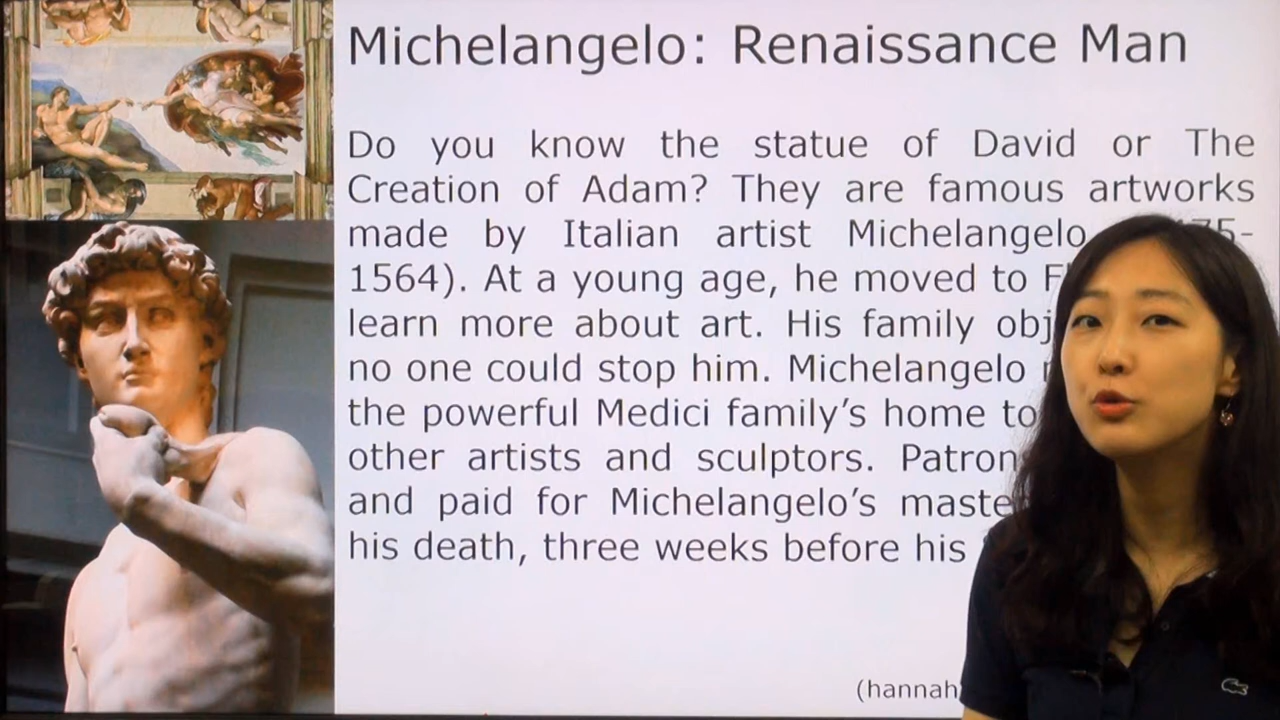 Michelangelo: Renaissance Man
Do you know the statue of David or The
Creation of Adam? They are famous artworks
made by Italian artist Michelangelo 75-
1564). At a young age, he moved to
learn more about art. His family
no one could stop him. Michelangelo
the powerful Medici family's home to
other artists and sculptors.
and paid for Michelangelo's
his death, three weeks before his
(hannah